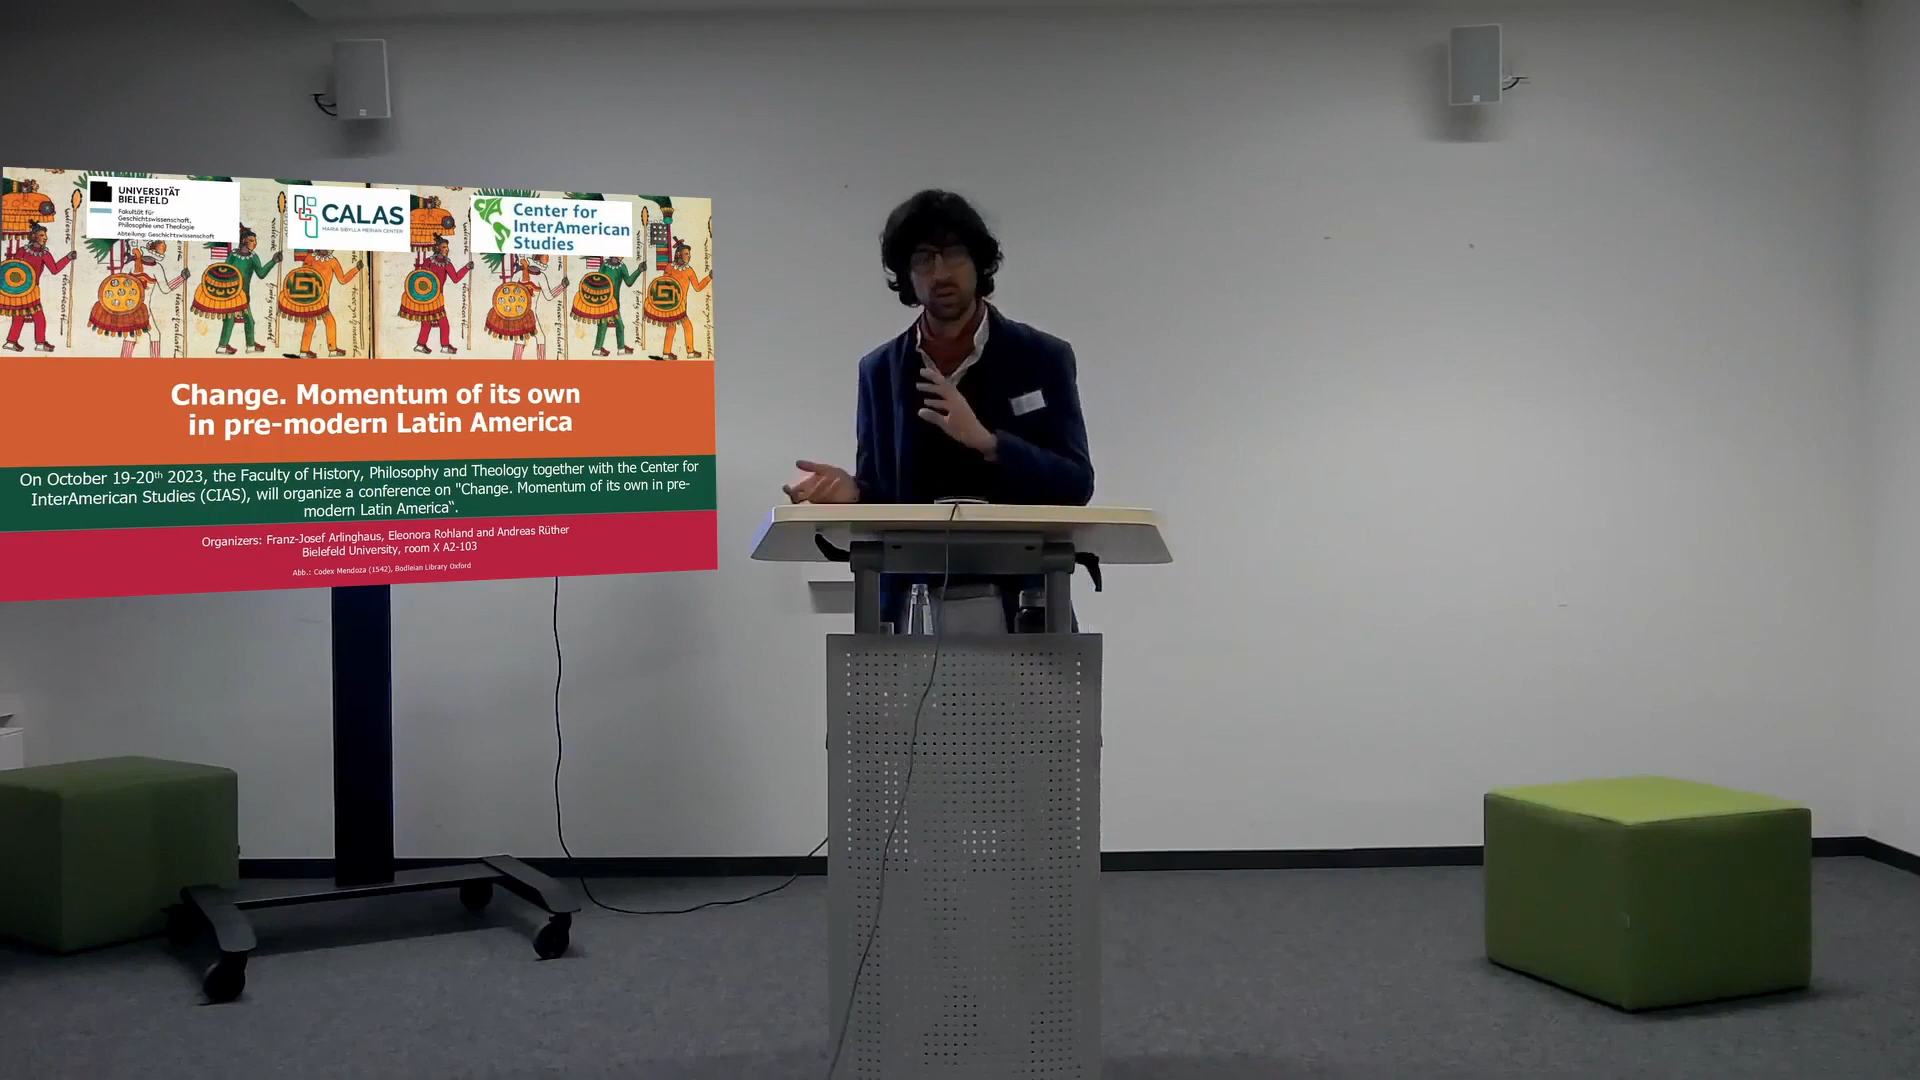 UNIVERSITÄT
BIELEFELD
Fakultät für
Geschichtswissenschaft,
Philosophie und Theologie
Abteilung: Geschichtswissenschaft
CALAS
MARIA SIBYLLA MERIAN CENTER
CIAS
Center for
InterAmerican
Studies
Change. Momentum of its own
in pre-modern Latin America
On October 19-20th 2023, the Faculty of History, Philosophy and Theology together with the Center for
InterAmerican Studies (CIAS), will organize a conference on "Change. Momentum of its own in pre-
modern Latin America“.
Organizers: Franz-Josef Arlinghaus, Eleonora Rohland and Andreas Rüther
Bielefeld University, room X A2-103
Abb.: Codex Mendoza (1542), Bodleian Library Oxford